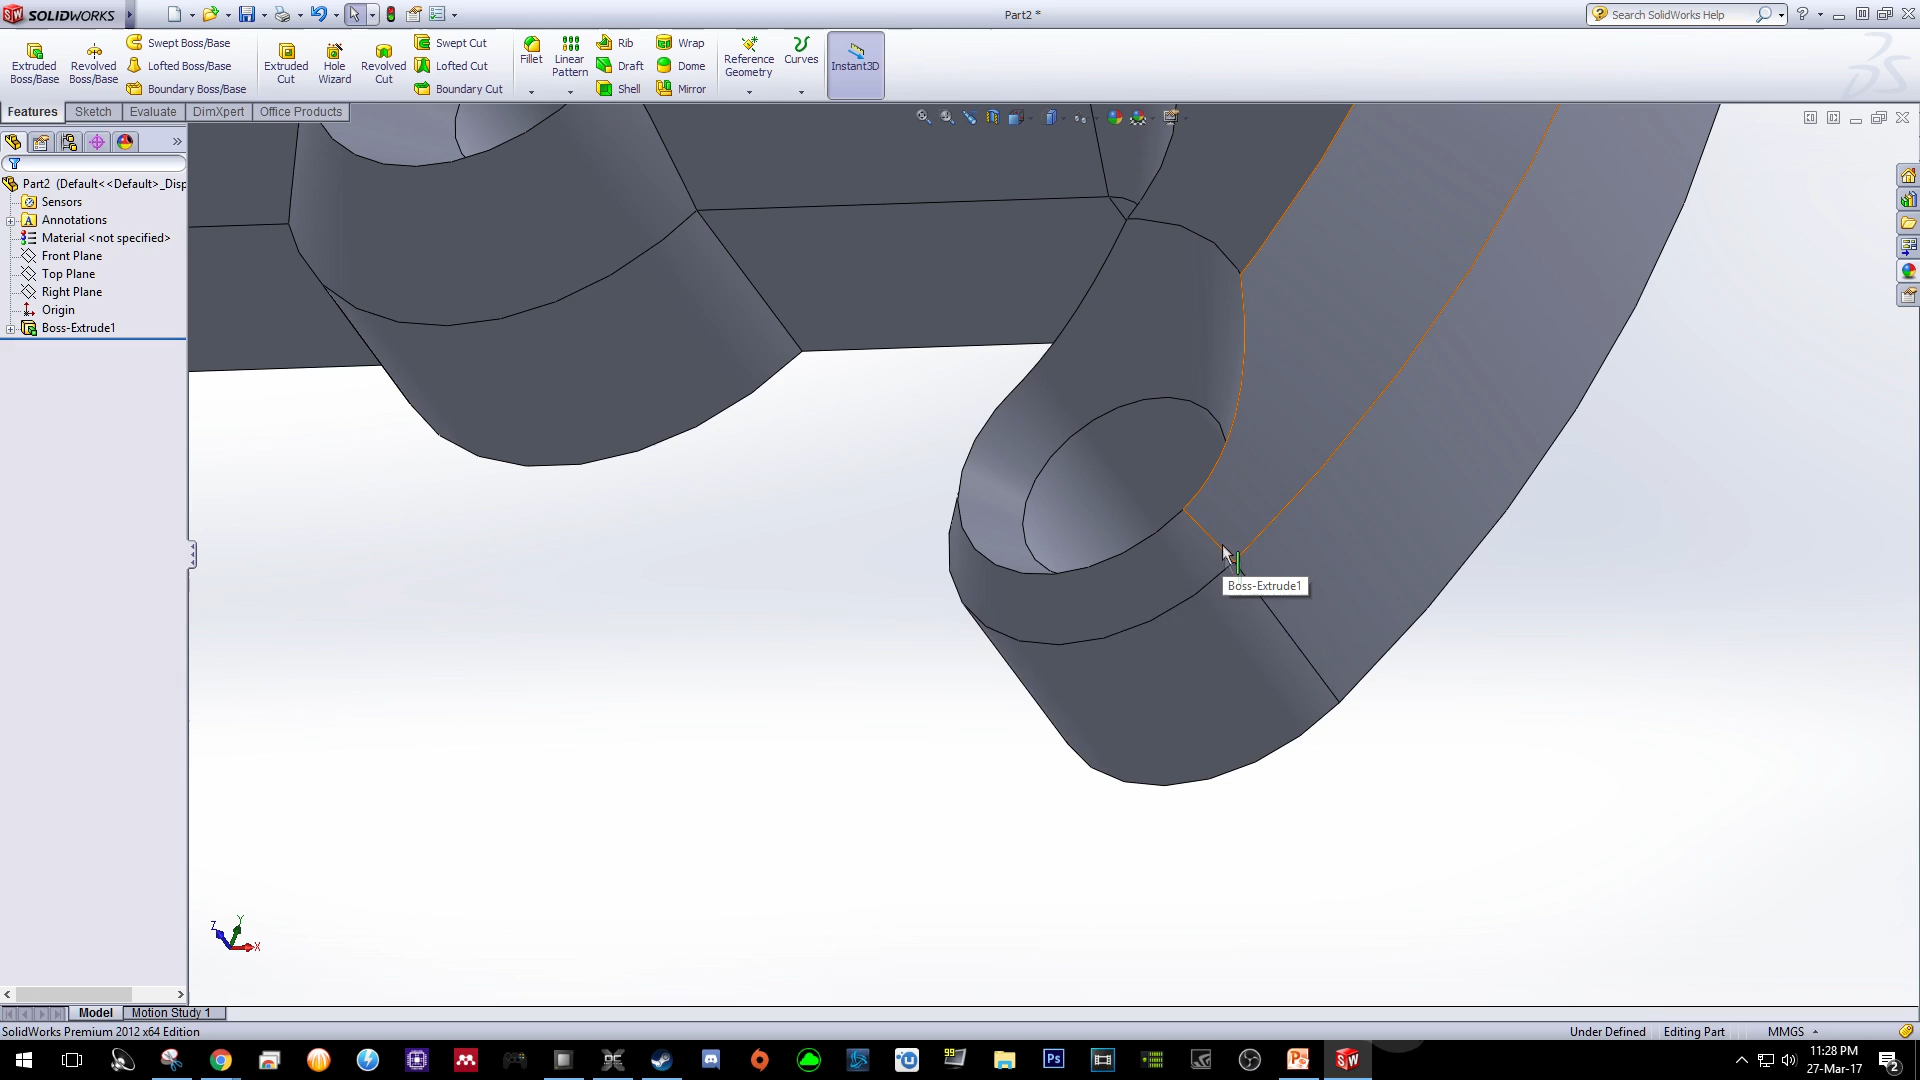 SOLIDWORKS
Part2 *
Search SolidWorks Help
Extruded Boss/Base
Revolved Boss/Base
Swept Boss/Base
Lofted Boss/Base
Boundary Boss/Base
Extruded Cut
Hole Wizard
Revolved Cut
Swept Cut
Lofted Cut
Boundary Cut
Fillet
Linear Pattern
Rib
Draft
Shell
Wrap
Dome
Mirror
Reference Geometry
Curves
Instant3D
Features
Sketch
Evaluate
DimXpert
Office Products
Part2 (Default<<Default>_Disp
Sensors
Annotations
Material <not specified>
Front Plane
Top Plane
Right Plane
Origin
Boss-Extrude1
Boss-Extrude1
Z
Y
X
Model
Motion Study 1
SolidWorks Premium 2012 x64 Edition
Under Defined
Editing Part
MMGS
99
Ps
SW
11:28 PM
27-Mar-17
2